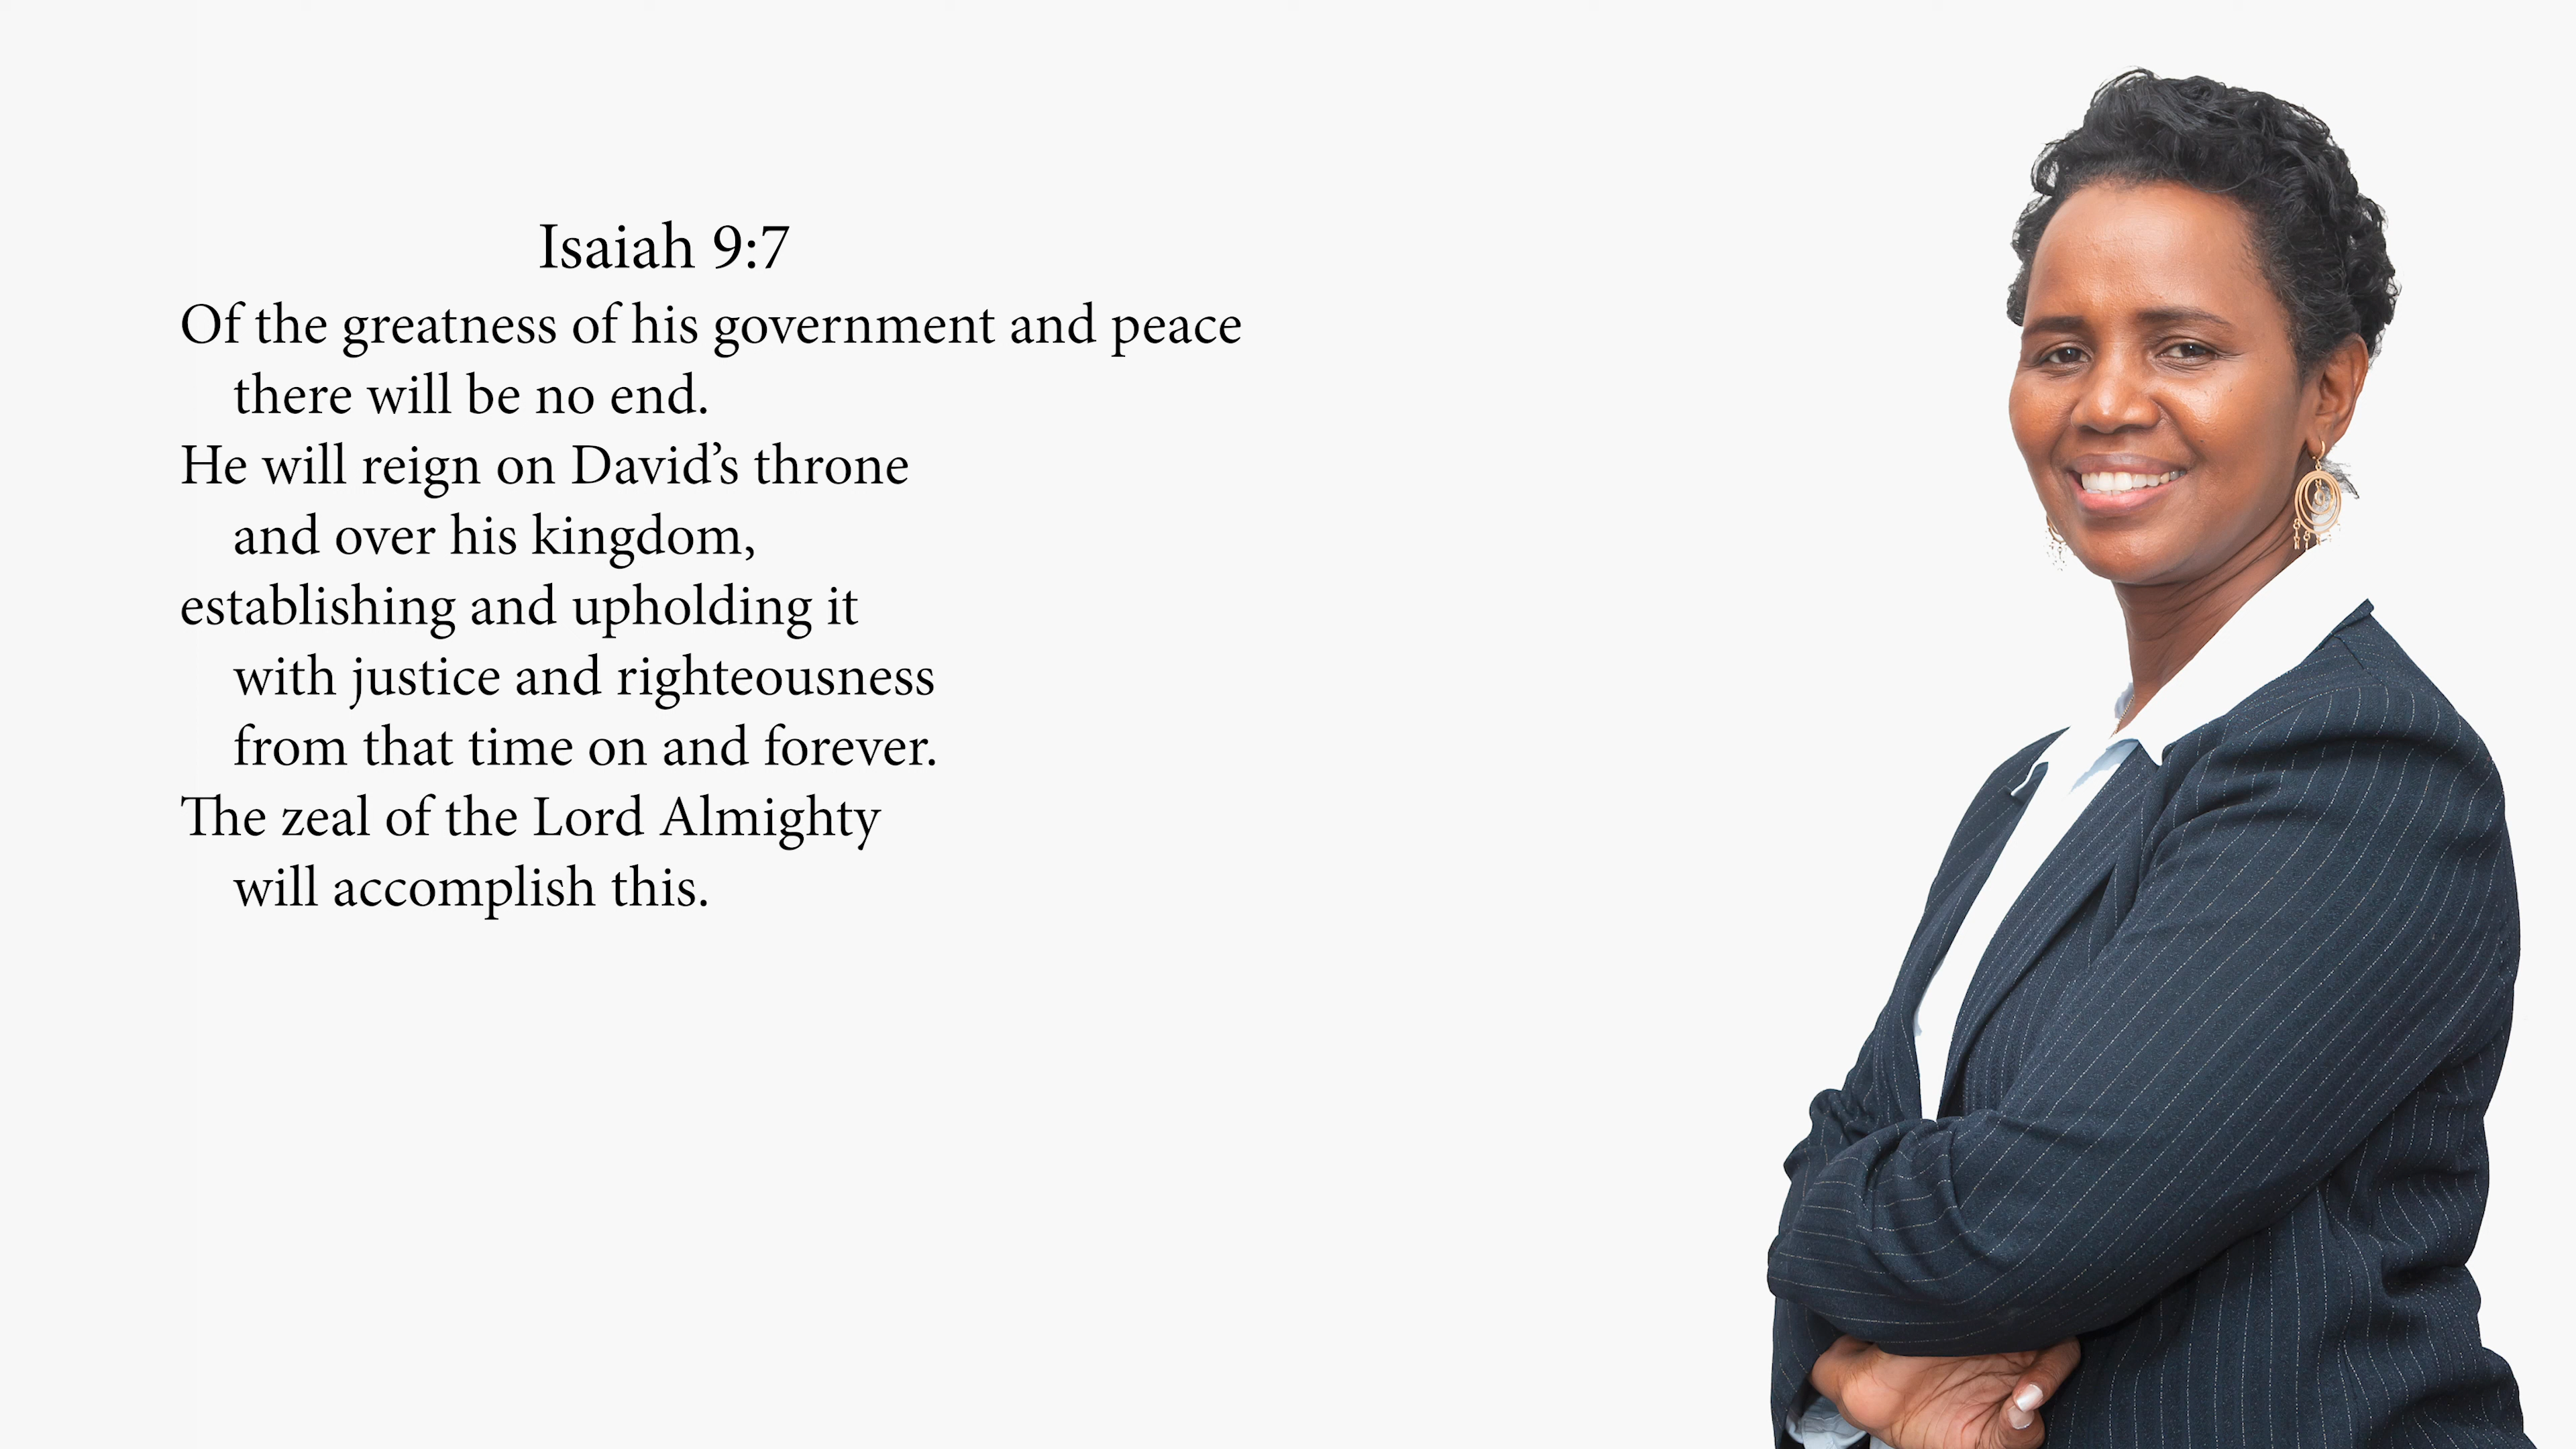 Isaiah 9:7
Of the greatness of his government and peace
there will be no end.
He will reign on David’s throne
and over his kingdom,
establishing and upholding it
with justice and righteousness
from that time on and forever.
The zeal of the Lord Almighty
will accomplish this.